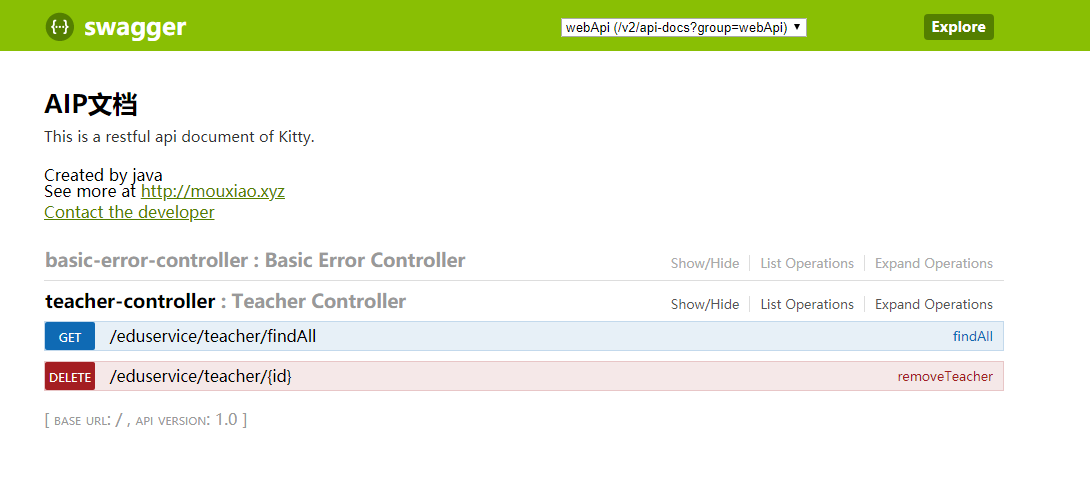 {···} swagger webApi (/v2/api-docs?group=webApi) Explore
AIP文档
This is a restful api document of Kitty.
Created by java
See more at http://mouxiao.xyz
Contact the developer
basic-error-controller : Basic Error Controller Show/Hide List Operations Expand Operations
teacher-controller : Teacher Controller Show/Hide List Operations Expand Operations
GET /eduservice/teacher/findAll findAll
DELETE /eduservice/teacher/{id} removeTeacher
[ BASE URL: / , API VERSION: 1.0 ]